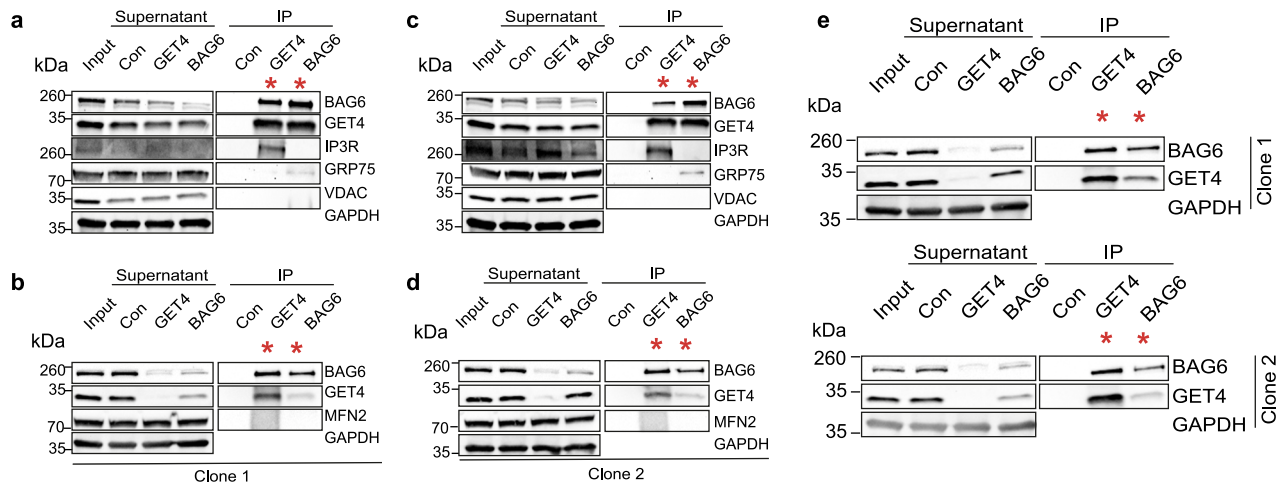 a
Supernatant IP
Input Con GET4 BAG6 Con GET4 BAG6
kDa
* *
260 BAG6
35 GET4
IP3R
260
GRP75
70
35 VDAC
GAPDH
35
b
Supernatant IP
Input Con GET4 BAG6 Con GET4 BAG6
kDa
* *
260 BAG6
35 GET4
MFN2
70
GAPDH
35
Clone 1
c
Supernatant IP
Input Con GET4 BAG6 Con GET4 BAG6
kDa
* *
260 BAG6
35 GET4
IP3R
260
GRP75
70
35 VDAC
GAPDH
35
d
Supernatant IP
Input Con GET4 BAG6 Con GET4 BAG6
kDa
* *
260 BAG6
35 GET4
MFN2
70
GAPDH
35
Clone 2
e
Supernatant IP
Input Con GET4 BAG6 Con GET4 BAG6
kDa
* *
260 BAG6
35 GET4
GAPDH
35
Clone 1
Supernatant IP
Input Con GET4 BAG6 Con GET4 BAG6
kDa
* *
260 BAG6
35 GET4
GAPDH
35
Clone 2